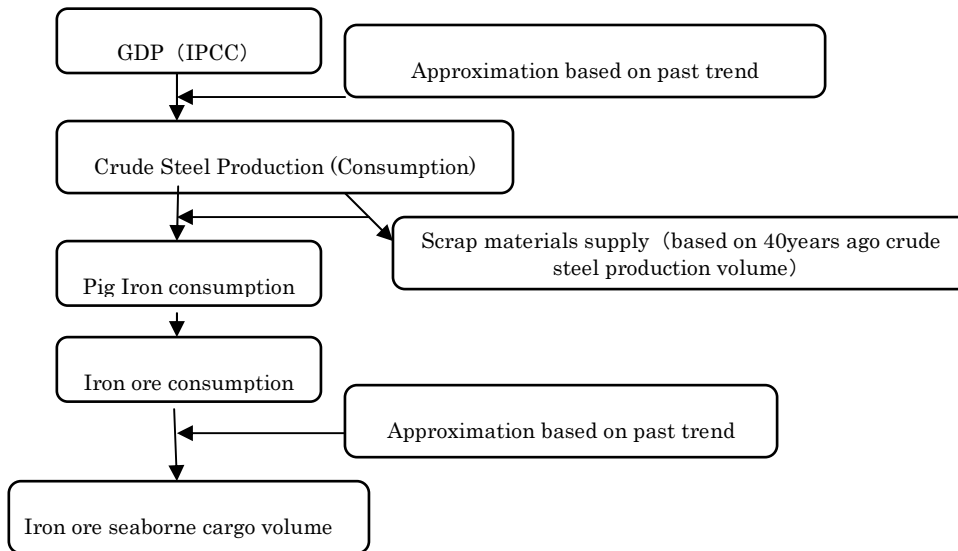 GDP（IPCC）
Approximation based on past trend
Crude Steel Production (Consumption)
Scrap materials supply（based on 40years ago crude
steel production volume）
Pig Iron consumption
Iron ore consumption
Approximation based on past trend
Iron ore seaborne cargo volume